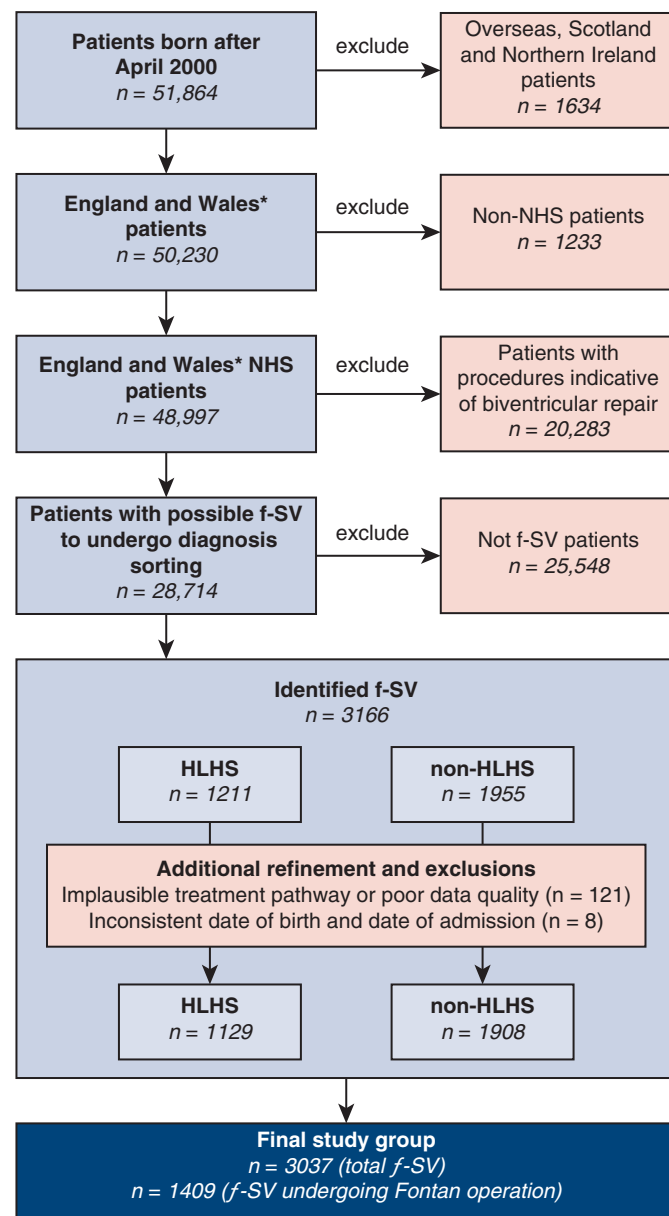 Patients born after
April 2000
n = 51,864
exclude
Overseas, Scotland
and Northern Ireland
patients
n = 1634
England and Wales*
patients
n = 50,230
exclude
Non-NHS patients
n = 1233
England and Wales* NHS
patients
n = 48,997
exclude
Patients with
procedures indicative
of biventricular repair
n = 20,283
Patients with possible f-SV
to undergo diagnosis
sorting
n = 28,714
exclude
Not f-SV patients
n = 25,548
Identified f-SV
n = 3166
HLHS
n = 1211
non-HLHS
n = 1955
Additional refinement and exclusions
Implausible treatment pathway or poor data quality (n = 121)
Inconsistent date of birth and date of admission (n = 8)
HLHS
n = 1129
non-HLHS
n = 1908
Final study group
n = 3037 (total ƒ-SV)
n = 1409 (ƒ-SV undergoing Fontan operation)